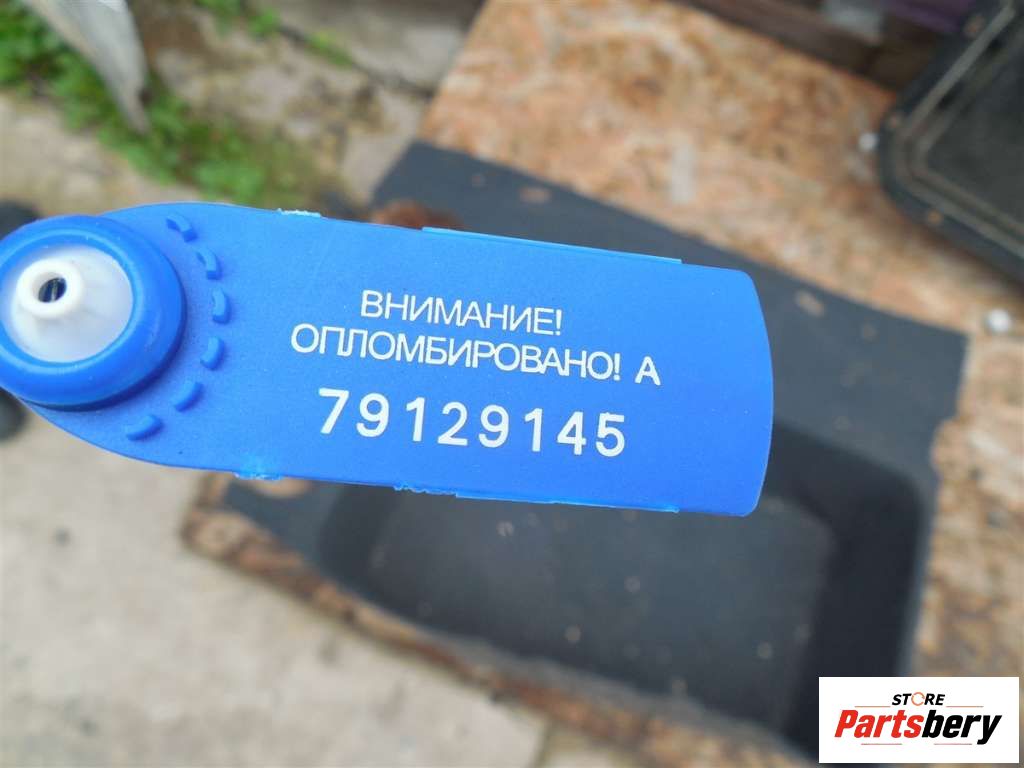 ВНИМАНИЕ!
ОПЛОМБИРОВАНО! А
79129145
STORE
Partsbery